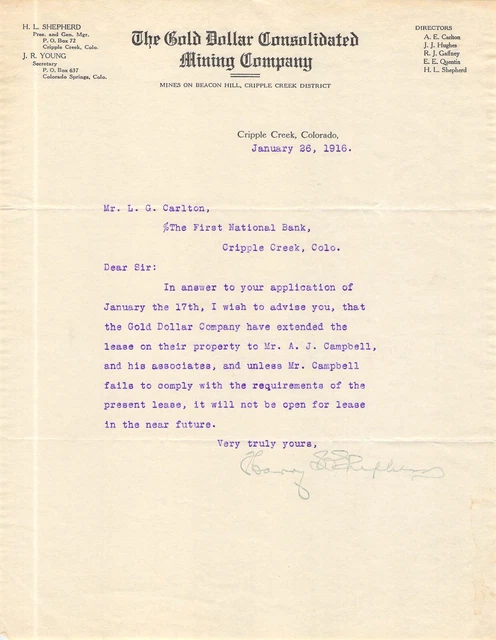 H. L. SHEPHERD
Pres. and Gen. Mgr.
P. O. Box 72
Cripple Creek, Colo.
J. R. YOUNG
Secretary
P. O. Box 637
Colorado Springs, Colo.
The Gold Dollar Consolidated
Mining Company
MINES ON BEACON HILL, CRIPPLE CREEK DISTRICT
DIRECTORS
A. E. Carlton
J. J. Hughes
R. J. Gaffney
E. E. Quentin
H. L. Shepherd
Cripple Creek, Colorado,
January 26, 1916.
Mr. L. G. Carlton,
%The First National Bank,
Cripple Creek, Colo.
Dear Sir:
In answer to your application of
January the 17th, I wish to advise you, that
the Gold Dollar Company have extended the
lease on their property to Mr. A. J. Campbell,
and his associates, and unless Mr. Campbell
fails to comply with the requirements of the
present lease, it will not be open for lease
in the near future.
Very truly yours,
Harry L. Shepherd